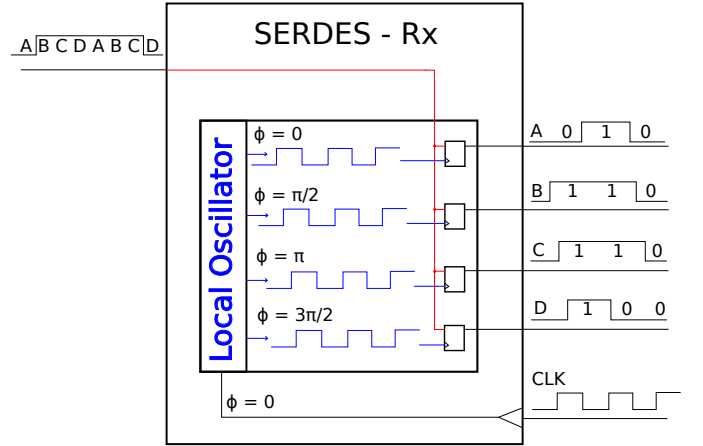 SERDES - Rx
A B C D A B C D
Local Oscillator
ϕ = 0
ϕ = π/2
ϕ = π
ϕ = 3π/2
ϕ = 0
A 0 1 0
B 1 1 0
C 1 1 0
D 1 0 0
CLK